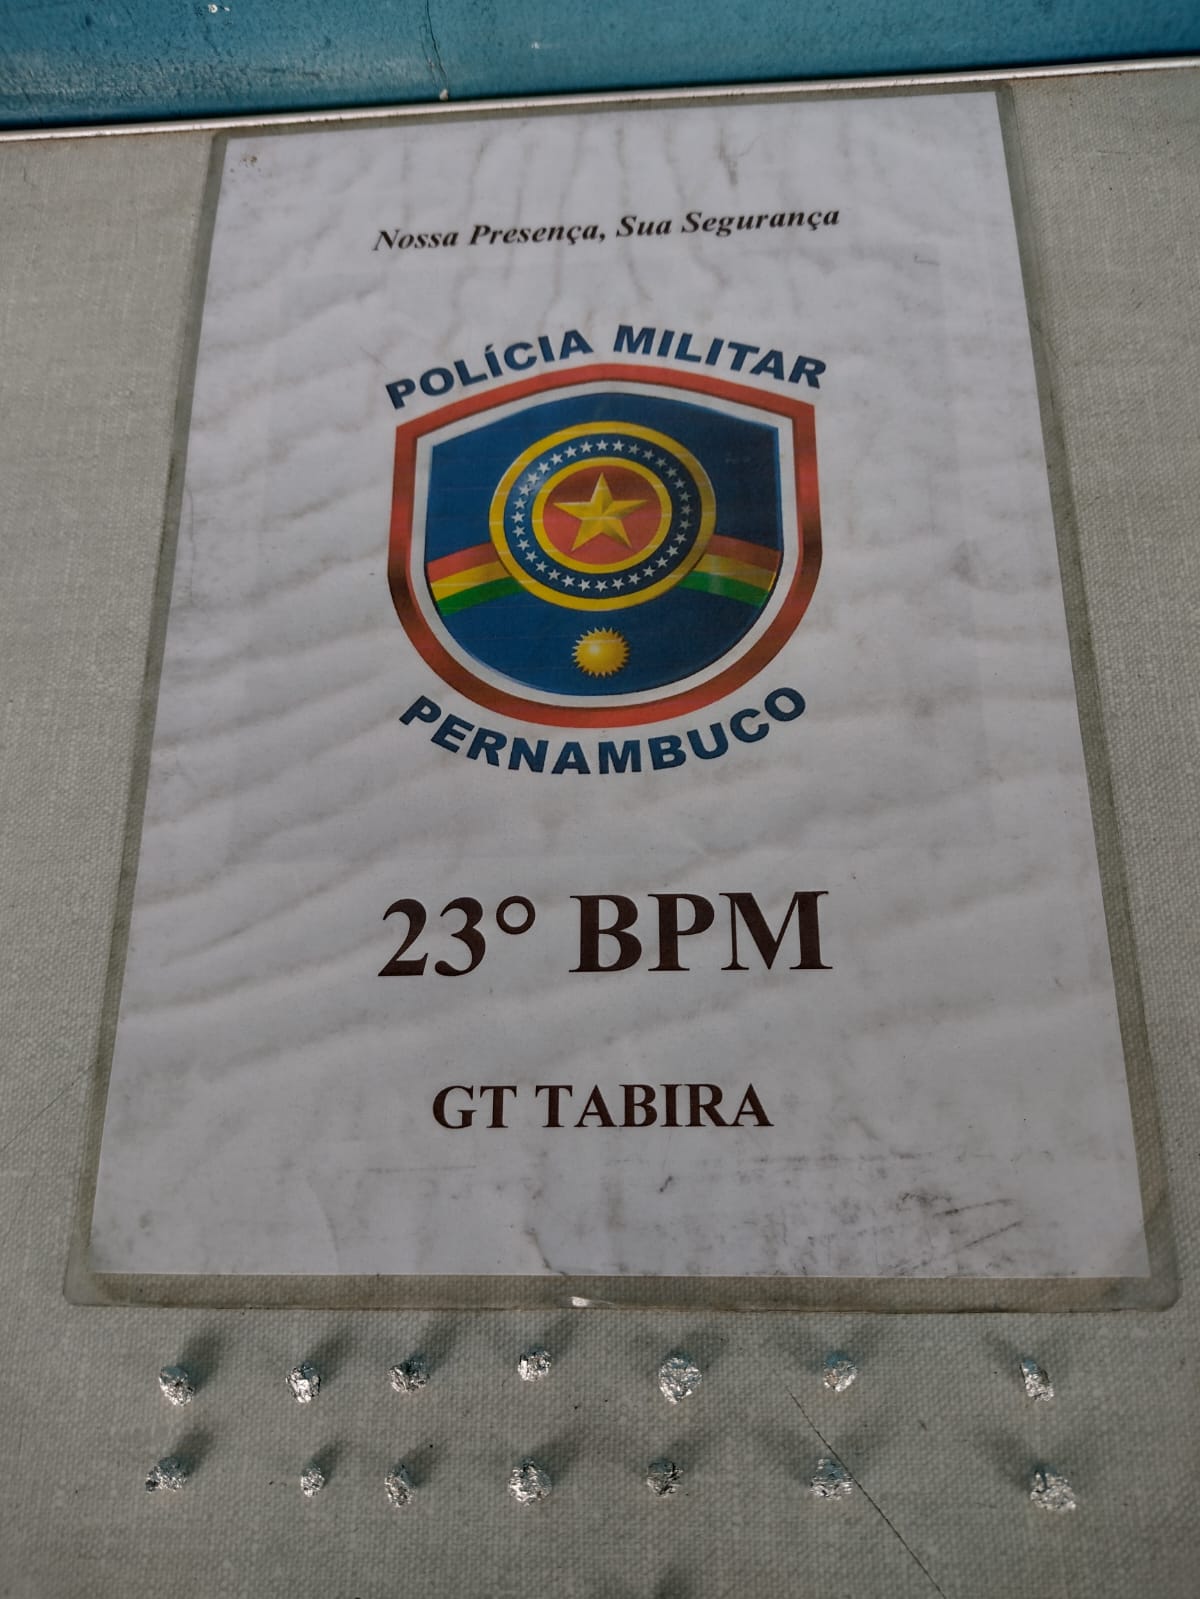 Nossa Presença, Sua Segurança
POLÍCIA MILITAR
PERNAMBUCO
23° BPM
GT TABIRA